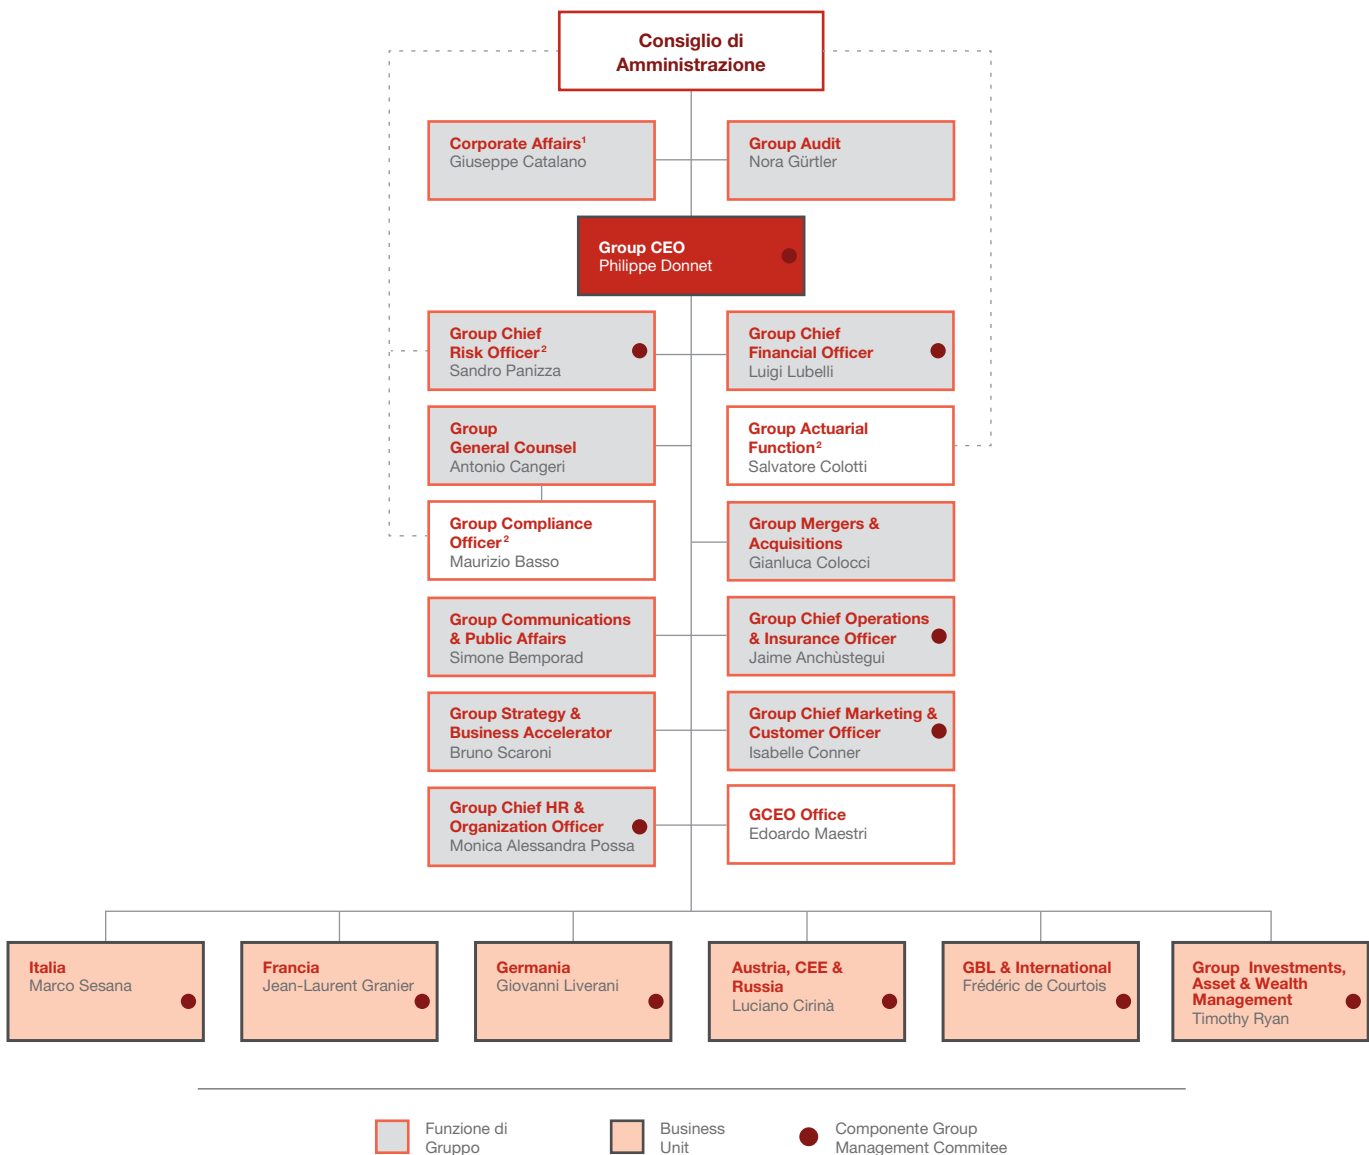 Consiglio di
Amministrazione
Corporate Affairs¹
Giuseppe Catalano
Group Audit
Nora Gürtler
Group CEO
Philippe Donnet
Group Chief
Risk Officer²
Sandro Panizza
Group Chief
Financial Officer
Luigi Lubelli
Group
General Counsel
Antonio Cangeri
Group Actuarial
Function²
Salvatore Colotti
Group Compliance
Officer²
Maurizio Basso
Group Mergers &
Acquisitions
Gianluca Colocci
Group Communications
& Public Affairs
Simone Bemporad
Group Chief Operations
& Insurance Officer
Jaime Anchùstegui
Group Strategy &
Business Accelerator
Bruno Scaroni
Group Chief Marketing &
Customer Officer
Isabelle Conner
Group Chief HR &
Organization Officer
Monica Alessandra Possa
GCEO Office
Edoardo Maestri
Italia
Marco Sesana
Francia
Jean-Laurent Granier
Germania
Giovanni Liverani
Austria, CEE &
Russia
Luciano Cirinà
GBL & International
Frédéric de Courtois
Group Investments,
Asset & Wealth
Management
Timothy Ryan
Funzione di
Gruppo
Business
Unit
Componente Group
Management Commitee